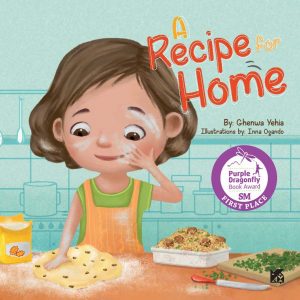 A
Recipe for
Home
By: Ghenwa Yehia
Illustrations by: Inna Ogando
Purple
Dragonfly
Book Award
SM
FIRST PLACE